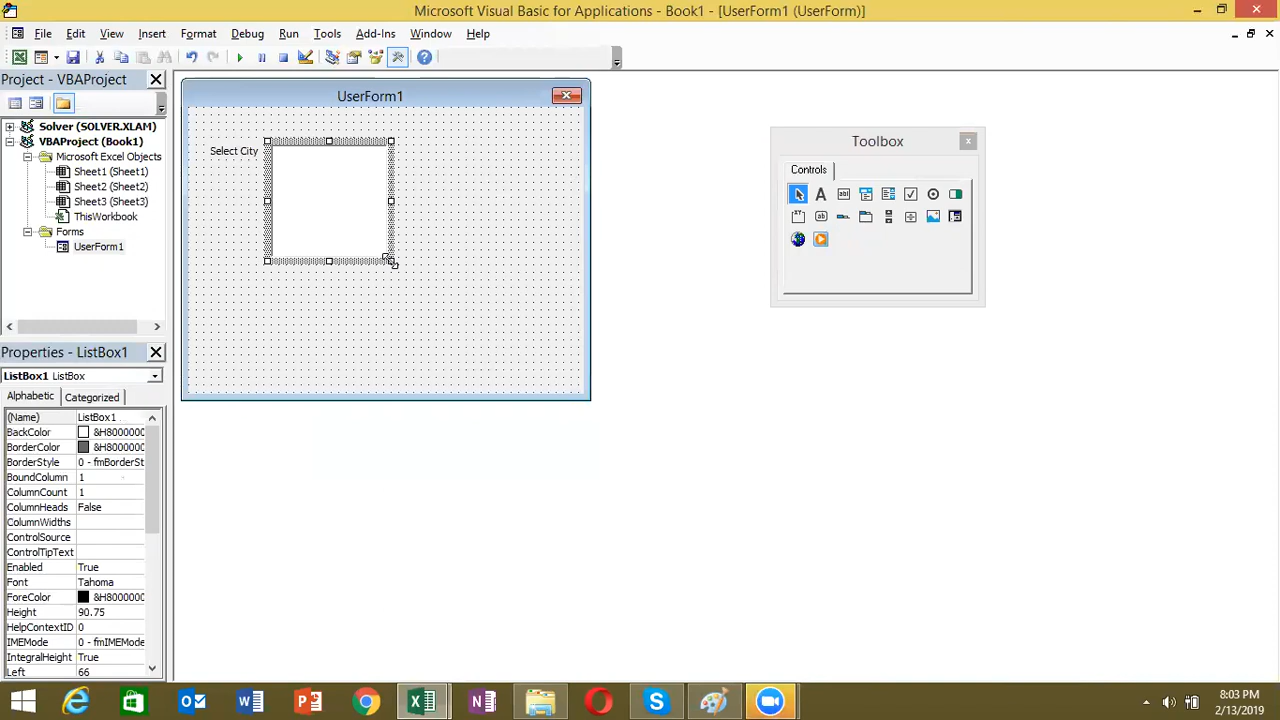 Microsoft Visual Basic for Applications - Book1 - [UserForm1 (UserForm)]
File Edit View Insert Format Debug Run Tools Add-Ins Window Help
Project - VBAProject
Solver (SOLVER.XLAM)
VBAProject (Book1)
Microsoft Excel Objects
Sheet1 (Sheet1)
Sheet2 (Sheet2)
Sheet3 (Sheet3)
ThisWorkbook
Forms
UserForm1
UserForm1
Select City
Toolbox
Controls
Properties - ListBox1
ListBox1 ListBox
Alphabetic Categorized
(Name) ListBox1
BackColor &H8000000
BorderColor &H8000000
BorderStyle 0 - fmBorderSt
BoundColumn 1
ColumnCount 1
ColumnHeads False
ColumnWidths
ControlSource
ControlTipText
Enabled True
Font Tahoma
ForeColor &H8000000
Height 90.75
HelpContextID 0
IMEMode 0 - fmIMEMode
IntegralHeight True
Left 66
8:03 PM
2/13/2019